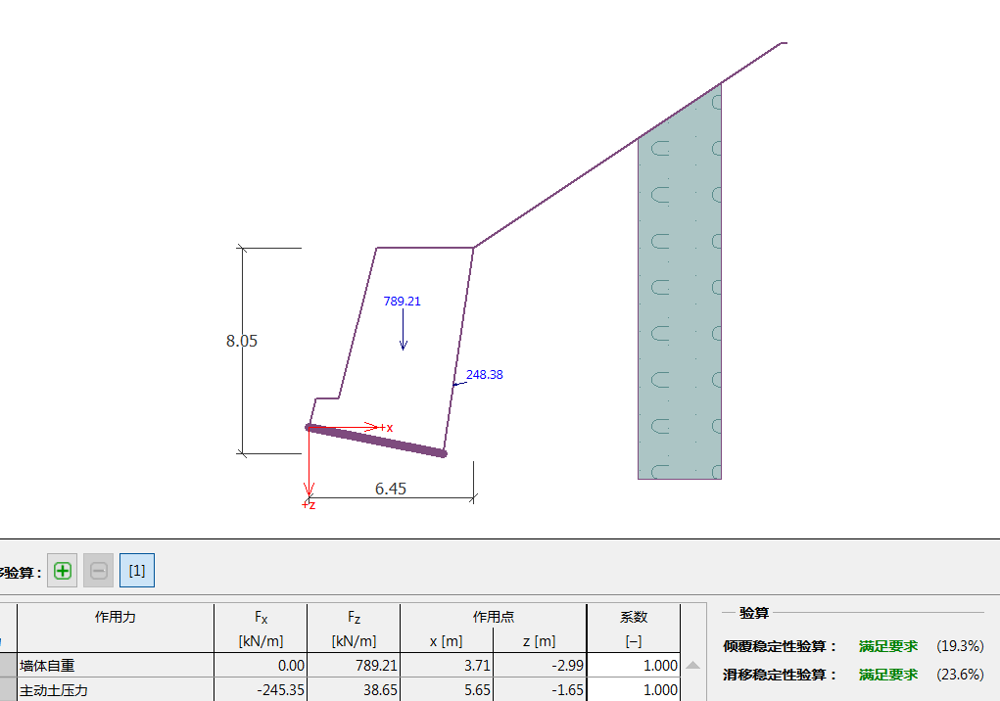 789.21
8.05
248.38
+x
6.45
+z
移验算：
[1]
作用力 Fx Fz 作用点 系数
[kN/m] [kN/m] x [m] z [m] [–]
墙体自重 0.00 789.21 3.71 -2.99 1.000
主动土压力 -245.35 38.65 5.65 -1.65 1.000
验算
倾覆稳定性验算： 满足要求 (19.3%)
滑移稳定性验算： 满足要求 (23.6%)